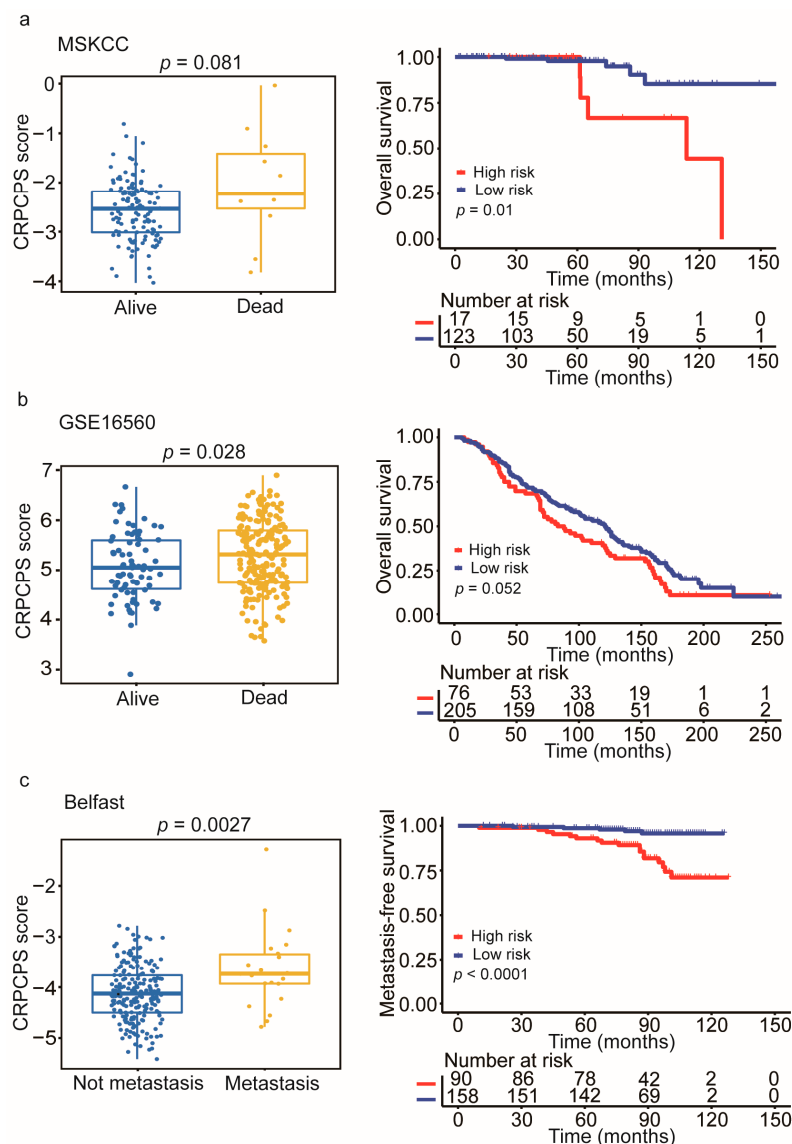 a
MSKCC
p = 0.081
CRPCPS score
0
−1
−2
−3
−4
Alive
Dead
Overall survival
1.00
0.75
0.50
0.25
0.00
High risk
Low risk
p = 0.01
0 30 60 90 120 150
Time (months)
Number at risk
17 15 9 5 1 0
123 103 50 19 5 1
0 30 60 90 120 150
Time (months)
b
GSE16560
p = 0.028
CRPCPS score
7
6
5
4
3
Alive
Dead
Overall survival
1.00
0.75
0.50
0.25
0.00
High risk
Low risk
p = 0.052
0 50 100 150 200 250
Time (months)
Number at risk
76 53 33 19 1 1
205 159 108 51 6 2
0 50 100 150 200 250
Time (months)
c
Belfast
p = 0.0027
CRPCPS score
−2
−3
−4
−5
Not metastasis
Metastasis
Metastasis-free survival
1.00
0.75
0.50
0.25
0.00
High risk
Low risk
p < 0.0001
0 30 60 90 120 150
Time (months)
Number at risk
90 86 78 42 2 0
158 151 142 69 2 0
0 30 60 90 120 150
Time (months)